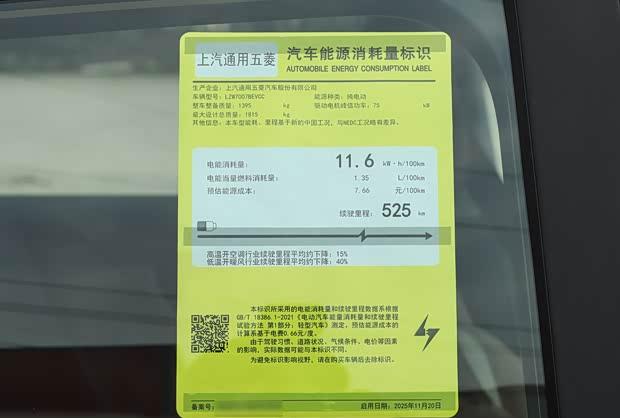 上汽通用五菱
汽车能源消耗量标识
AUTOMOBILE ENERGY CONSUMPTION LABEL
生产企业：上汽通用五菱汽车股份有限公司
车辆型号：LZW7007BEVCC 能源种类：纯电动
整车整备质量：1395 kg 驱动电机峰值功率：75 kW
最大设计总质量：1815 kg
其他信息：本车型能耗、里程基于新的中国工况，与NEDC工况略有差异。
电能消耗量： 11.6 kW·h/100km
电能当量燃料消耗量： 1.35 L/100km
预估能源成本： 7.66 元/100km
续驶里程： 525 km
高温开空调行业续驶里程平均约下降：15%
低温开暖风行业续驶里程平均约下降：40%
本标识所采用的电能消耗量和续驶里程数据系根据
GB/T 18386.1-2021《电动汽车能量消耗量和续驶里程
试验方法 第1部分：轻型汽车》测定，预估能源成本的
计算系基于电费0.66元/度。
由于驾驶习惯、道路状况、气候条件、电价等因素
的影响，实际数据可能与本标识不同。
为避免标识影响视野，请在购买车辆后去除标识。
备案号：
启用日期：2025年11月20日